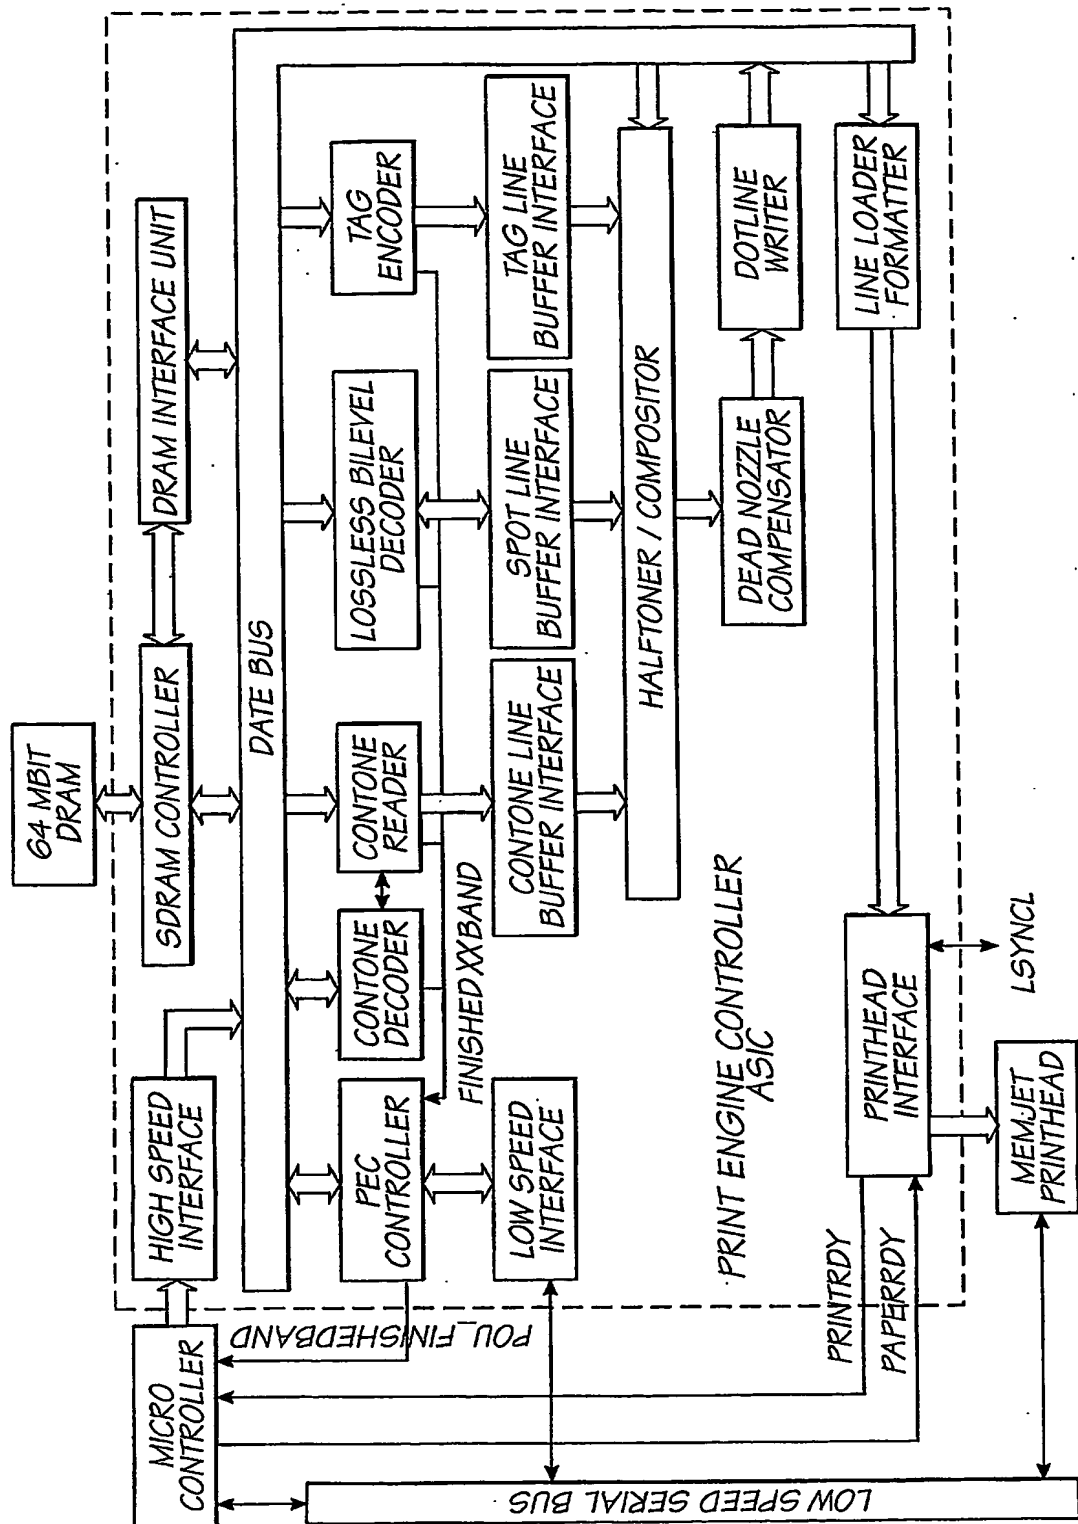 64 MBIT
DRAM
MICRO
CONTROLLER
HIGH SPEED
INTERFACE
SDRAM CONTROLLER
DRAM INTERFACE UNIT
DATE BUS
POU_FINISHEDBAND
PEC
CONTROLLER
CONTONE
DECODER
CONTONE
READER
LOSSLESS BILEVEL
DECODER
TAG
ENCODER
FINISHEDXXBAND
LOW SPEED
INTERFACE
CONTONE LINE
BUFFER INTERFACE
SPOT LINE
BUFFER INTERFACE
TAG LINE
BUFFER INTERFACE
HALFTONER / COMPOSITOR
PRINT ENGINE CONTROLLER
ASIC
DEAD NOZZLE
COMPENSATOR
DOTLINE
WRITER
PRINTRDY
PAPERRDY
PRINTHEAD
INTERFACE
LINE LOADER
FORMATTER
LOW SPEED SERIAL BUS
MEMJET
PRINTHEAD
LSYNCL